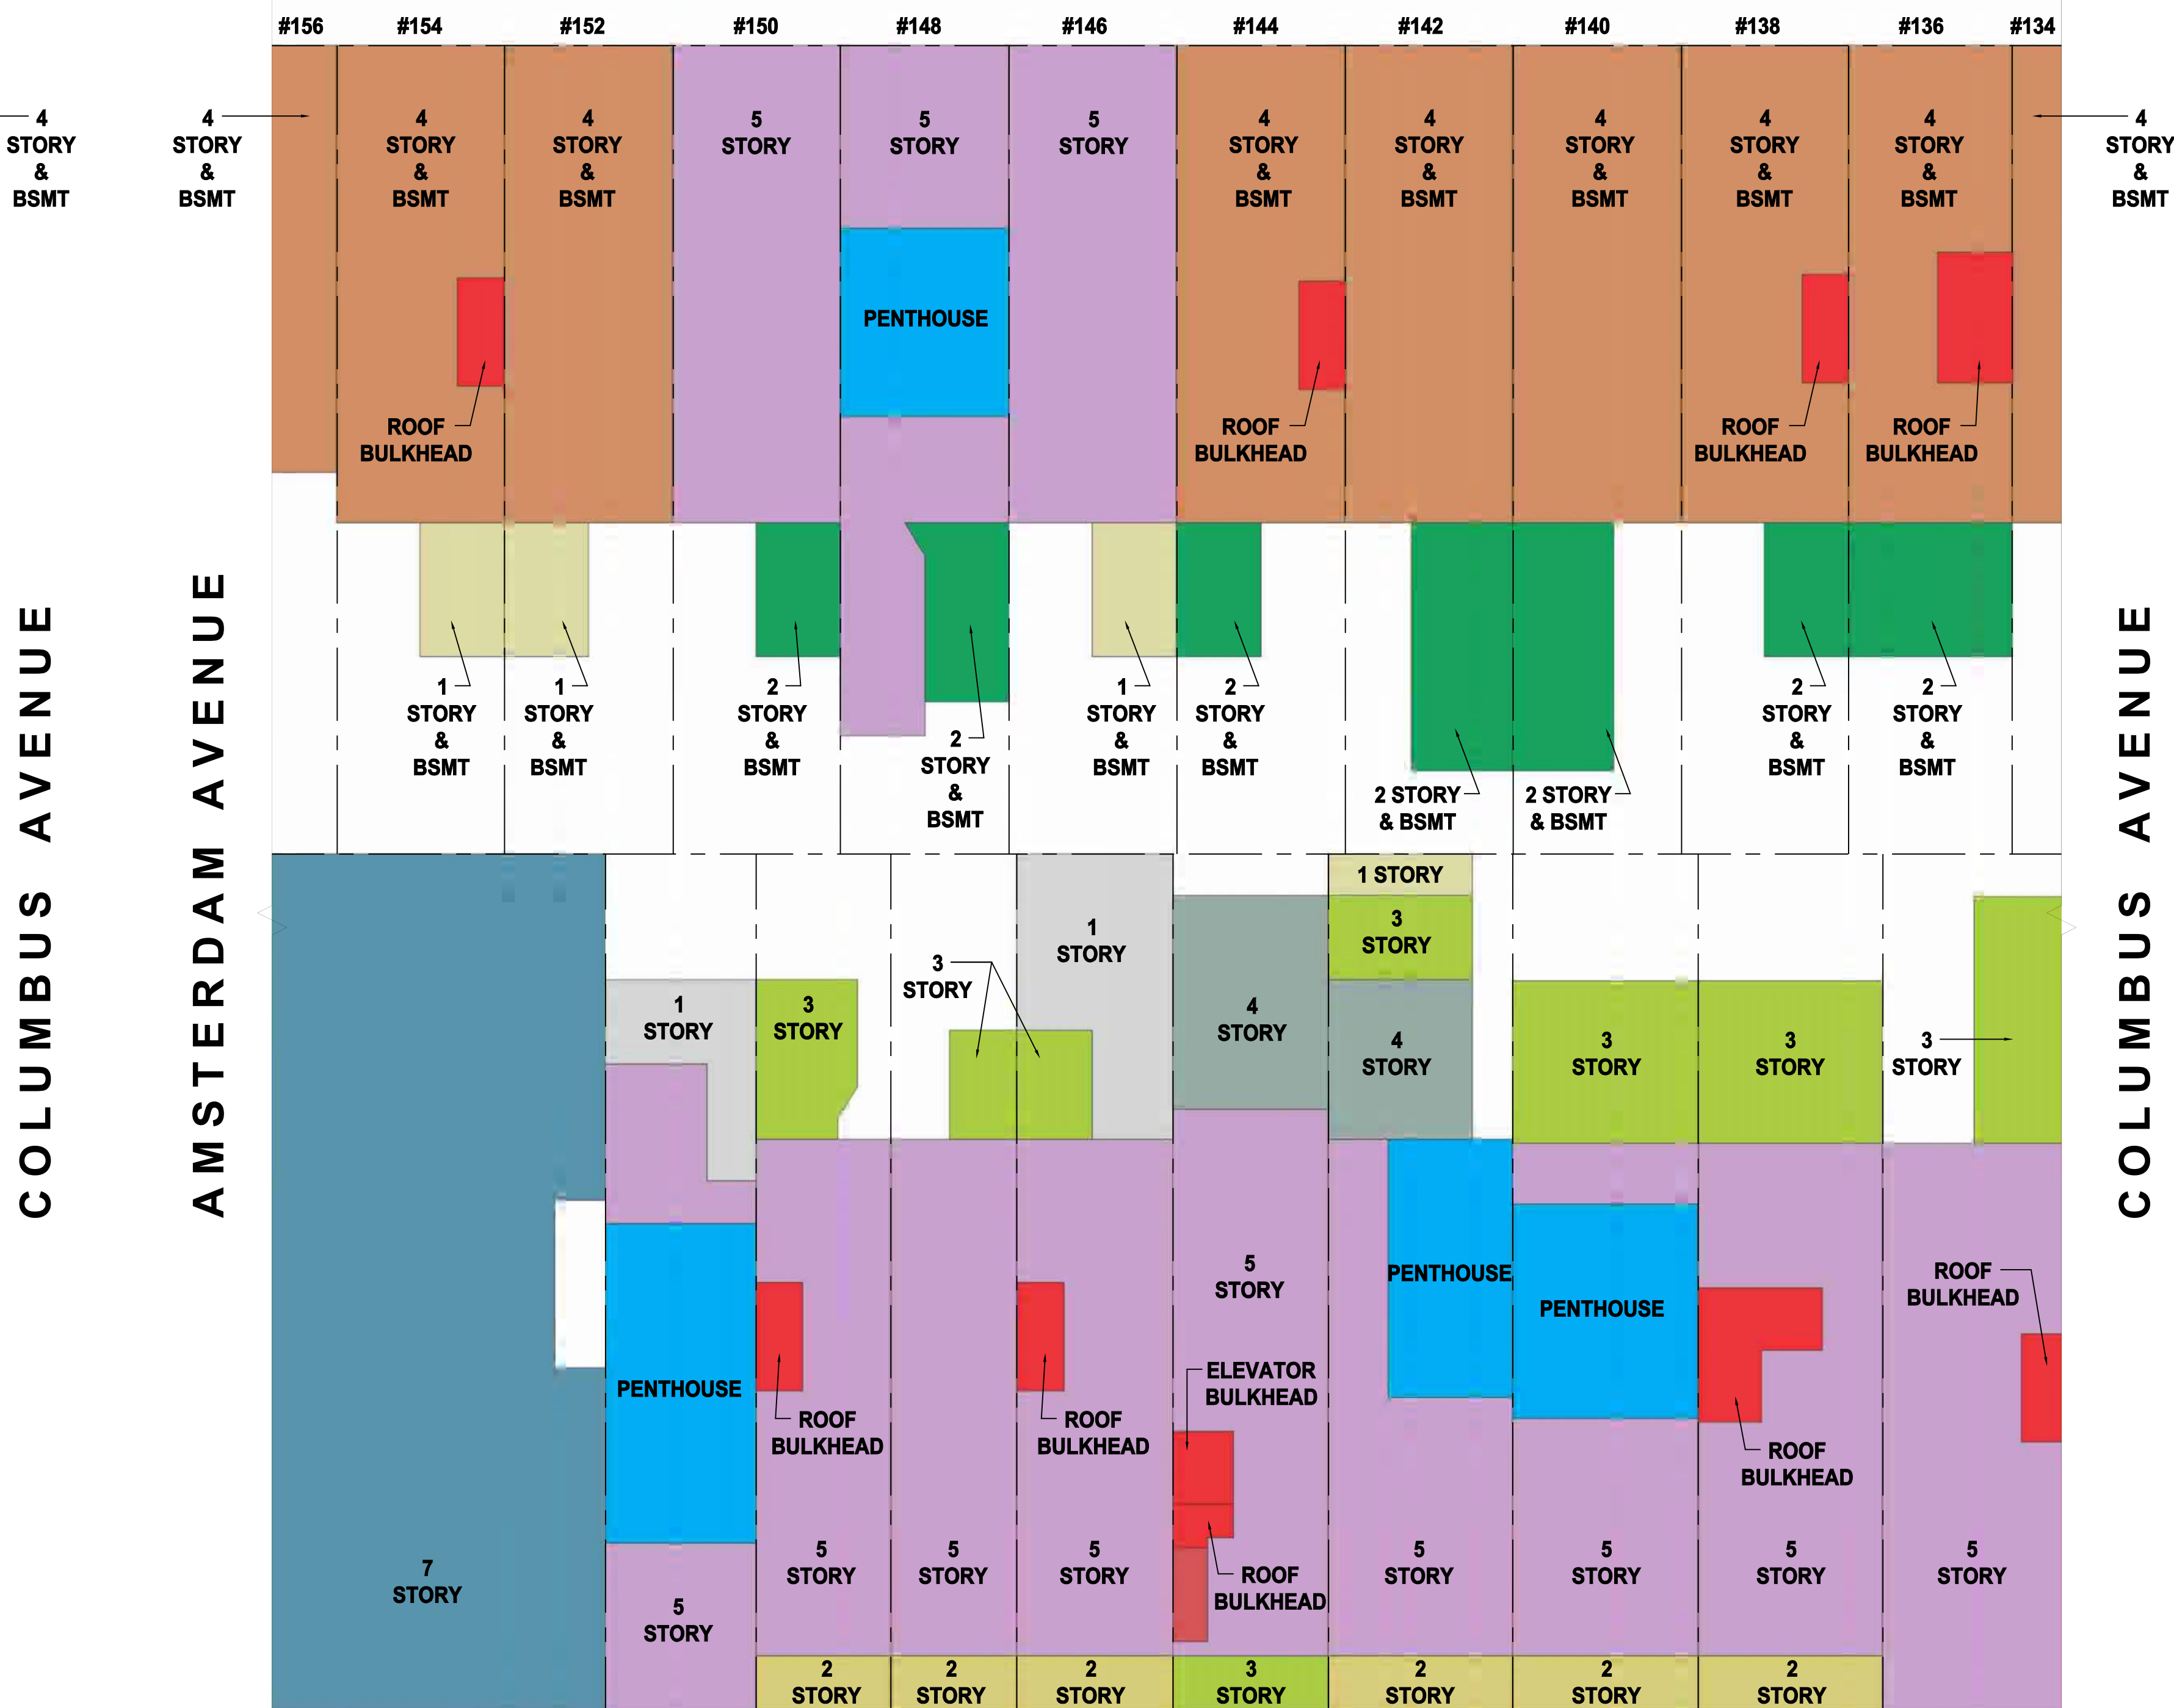 #156 #154 #152 #150 #148 #146 #144 #142 #140 #138 #136 #134
4
STORY
&
BSMT
4
STORY
&
BSMT
4
STORY
&
BSMT
4
STORY
&
BSMT
5
STORY
5
STORY
5
STORY
4
STORY
&
BSMT
4
STORY
&
BSMT
4
STORY
&
BSMT
4
STORY
&
BSMT
4
STORY
&
BSMT
4
STORY
&
BSMT
PENTHOUSE
ROOF
BULKHEAD
ROOF
BULKHEAD
ROOF
BULKHEAD
ROOF
BULKHEAD
COLUMBUS AVENUE
AMSTERDAM AVENUE
COLUMBUS AVENUE
1
STORY
&
BSMT
1
STORY
&
BSMT
2
STORY
&
BSMT
2
STORY
&
BSMT
1
STORY
&
BSMT
2
STORY
&
BSMT
2 STORY
& BSMT
2 STORY
& BSMT
2
STORY
&
BSMT
2
STORY
&
BSMT
1 STORY
3
STORY
1
STORY
3
STORY
1
STORY
3
STORY
4
STORY
4
STORY
3
STORY
3
STORY
3
STORY
5
STORY
PENTHOUSE
PENTHOUSE
ROOF
BULKHEAD
PENTHOUSE
ELEVATOR
BULKHEAD
ROOF
BULKHEAD
ROOF
BULKHEAD
ROOF
BULKHEAD
7
STORY
5
STORY
5
STORY
5
STORY
5
STORY
ROOF
BULKHEAD
5
STORY
5
STORY
5
STORY
5
STORY
2
STORY
2
STORY
2
STORY
3
STORY
2
STORY
2
STORY
2
STORY